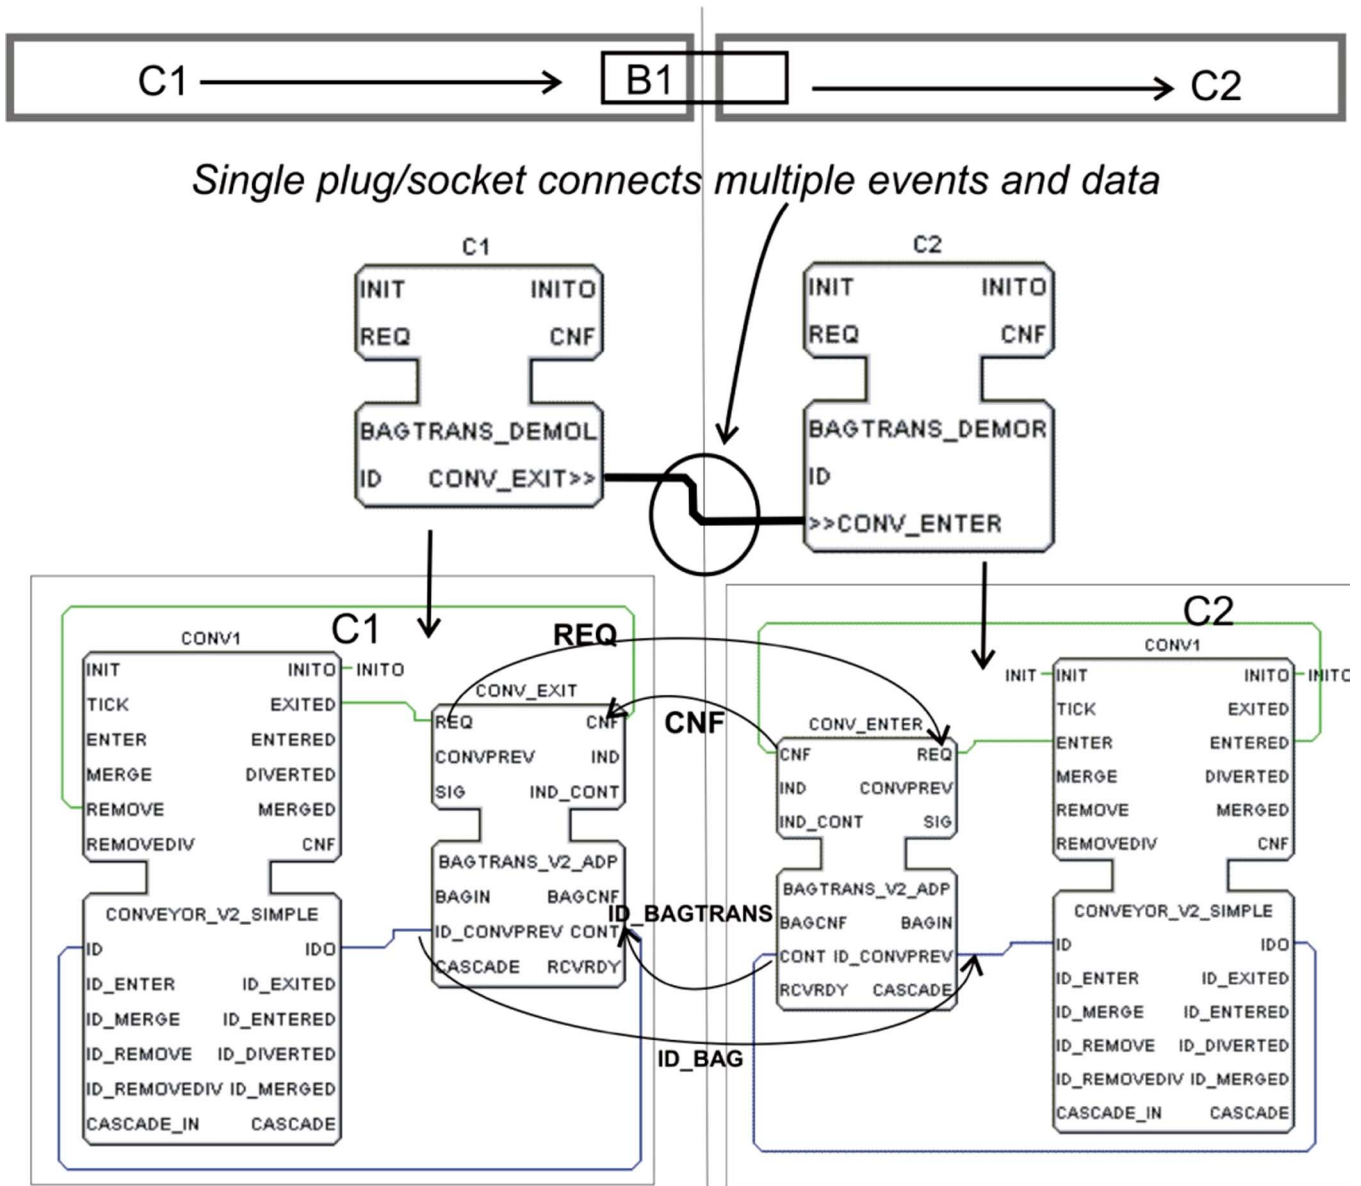 C1
B1
C2
Single plug/socket connects multiple events and data
C1
INIT INITO
REQ CNF
BAGTRANS_DEMOL
ID CONV_EXIT>>
C2
INIT INITO
REQ CNF
BAGTRANS_DEMOR
ID
>>CONV_ENTER
C1
CONV1
INIT INITO INITO
TICK EXITED
ENTER ENTERED
MERGE DIVERTED
REMOVE MERGED
REMOVEDIV CNF
CONVEYOR_V2_SIMPLE
ID IDO
ID_ENTER ID_EXITED
ID_MERGE ID_ENTERED
ID_REMOVE ID_DIVERTED
ID_REMOVEDIV ID_MERGED
CASCADE_IN CASCADE
CONV_EXIT
REQ CNF
CONVPREV IND
SIG IND_CONT
BAGTRANS_V2_ADP
BAGIN BAGCNF
ID_CONVPREV CONT
CASCADE RCVRDY
REQ
CNF
ID_BAGTRANS
ID_BAG
C2
CONV_ENTER
CNF REQ
IND CONVPREV
IND_CONT SIG
BAGTRANS_V2_ADP
BAGCNF BAGIN
CONT ID_CONVPREV
RCVRDY CASCADE
CONV1
INIT INIT INITO INITO
TICK EXITED
ENTER ENTERED
MERGE DIVERTED
REMOVE MERGED
REMOVEDIV CNF
CONVEYOR_V2_SIMPLE
ID IDO
ID_ENTER ID_EXITED
ID_MERGE ID_ENTERED
ID_REMOVE ID_DIVERTED
ID_REMOVEDIV ID_MERGED
CASCADE_IN CASCADE